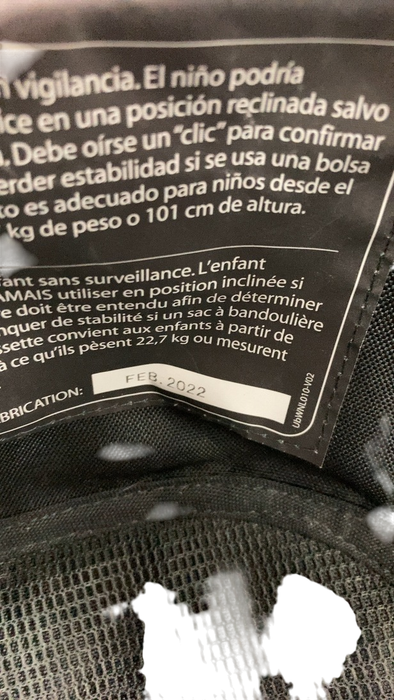 vigilancia. El niño podría
ice en una posición reclinada salvo
. Debe oírse un "clic" para confirmar
erder estabilidad si se usa una bolsa
to es adecuado para niños desde el
kg de peso o 101 cm de altura.
ant sans surveillance. L'enfant
AMAIS utiliser en position inclinée si
e doit être entendu afin de déterminer
nquer de stabilité si un sac à bandoulière
ssette convient aux enfants à partir de
à ce qu'ils pèsent 22,7 kg ou mesurent
BRICATION: FEB. 2022
UbWNL010-V02